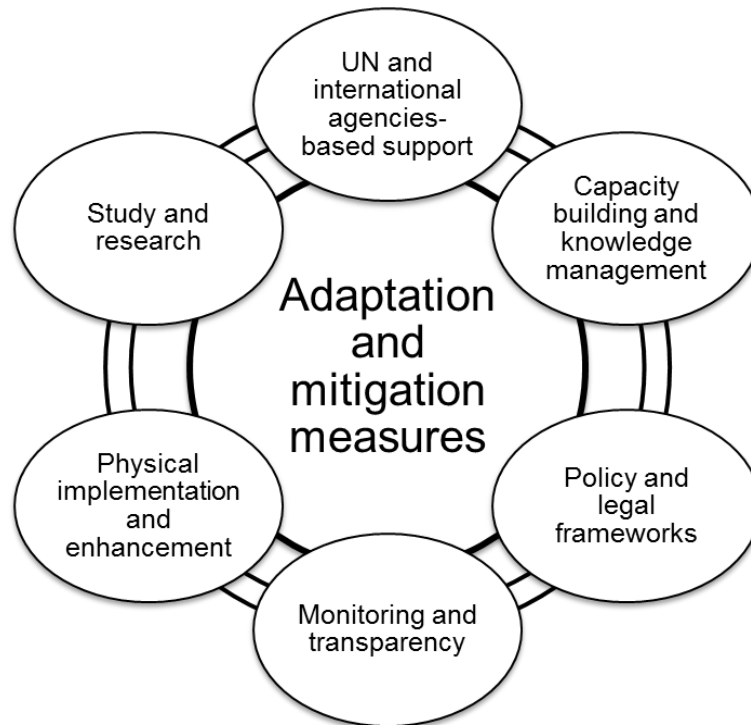 UN and
international
agencies-
based support
Capacity
building and
knowledge
management
Policy and
legal
frameworks
Monitoring and
transparency
Physical
implementation
and
enhancement
Study and
research
Adaptation
and
mitigation
measures